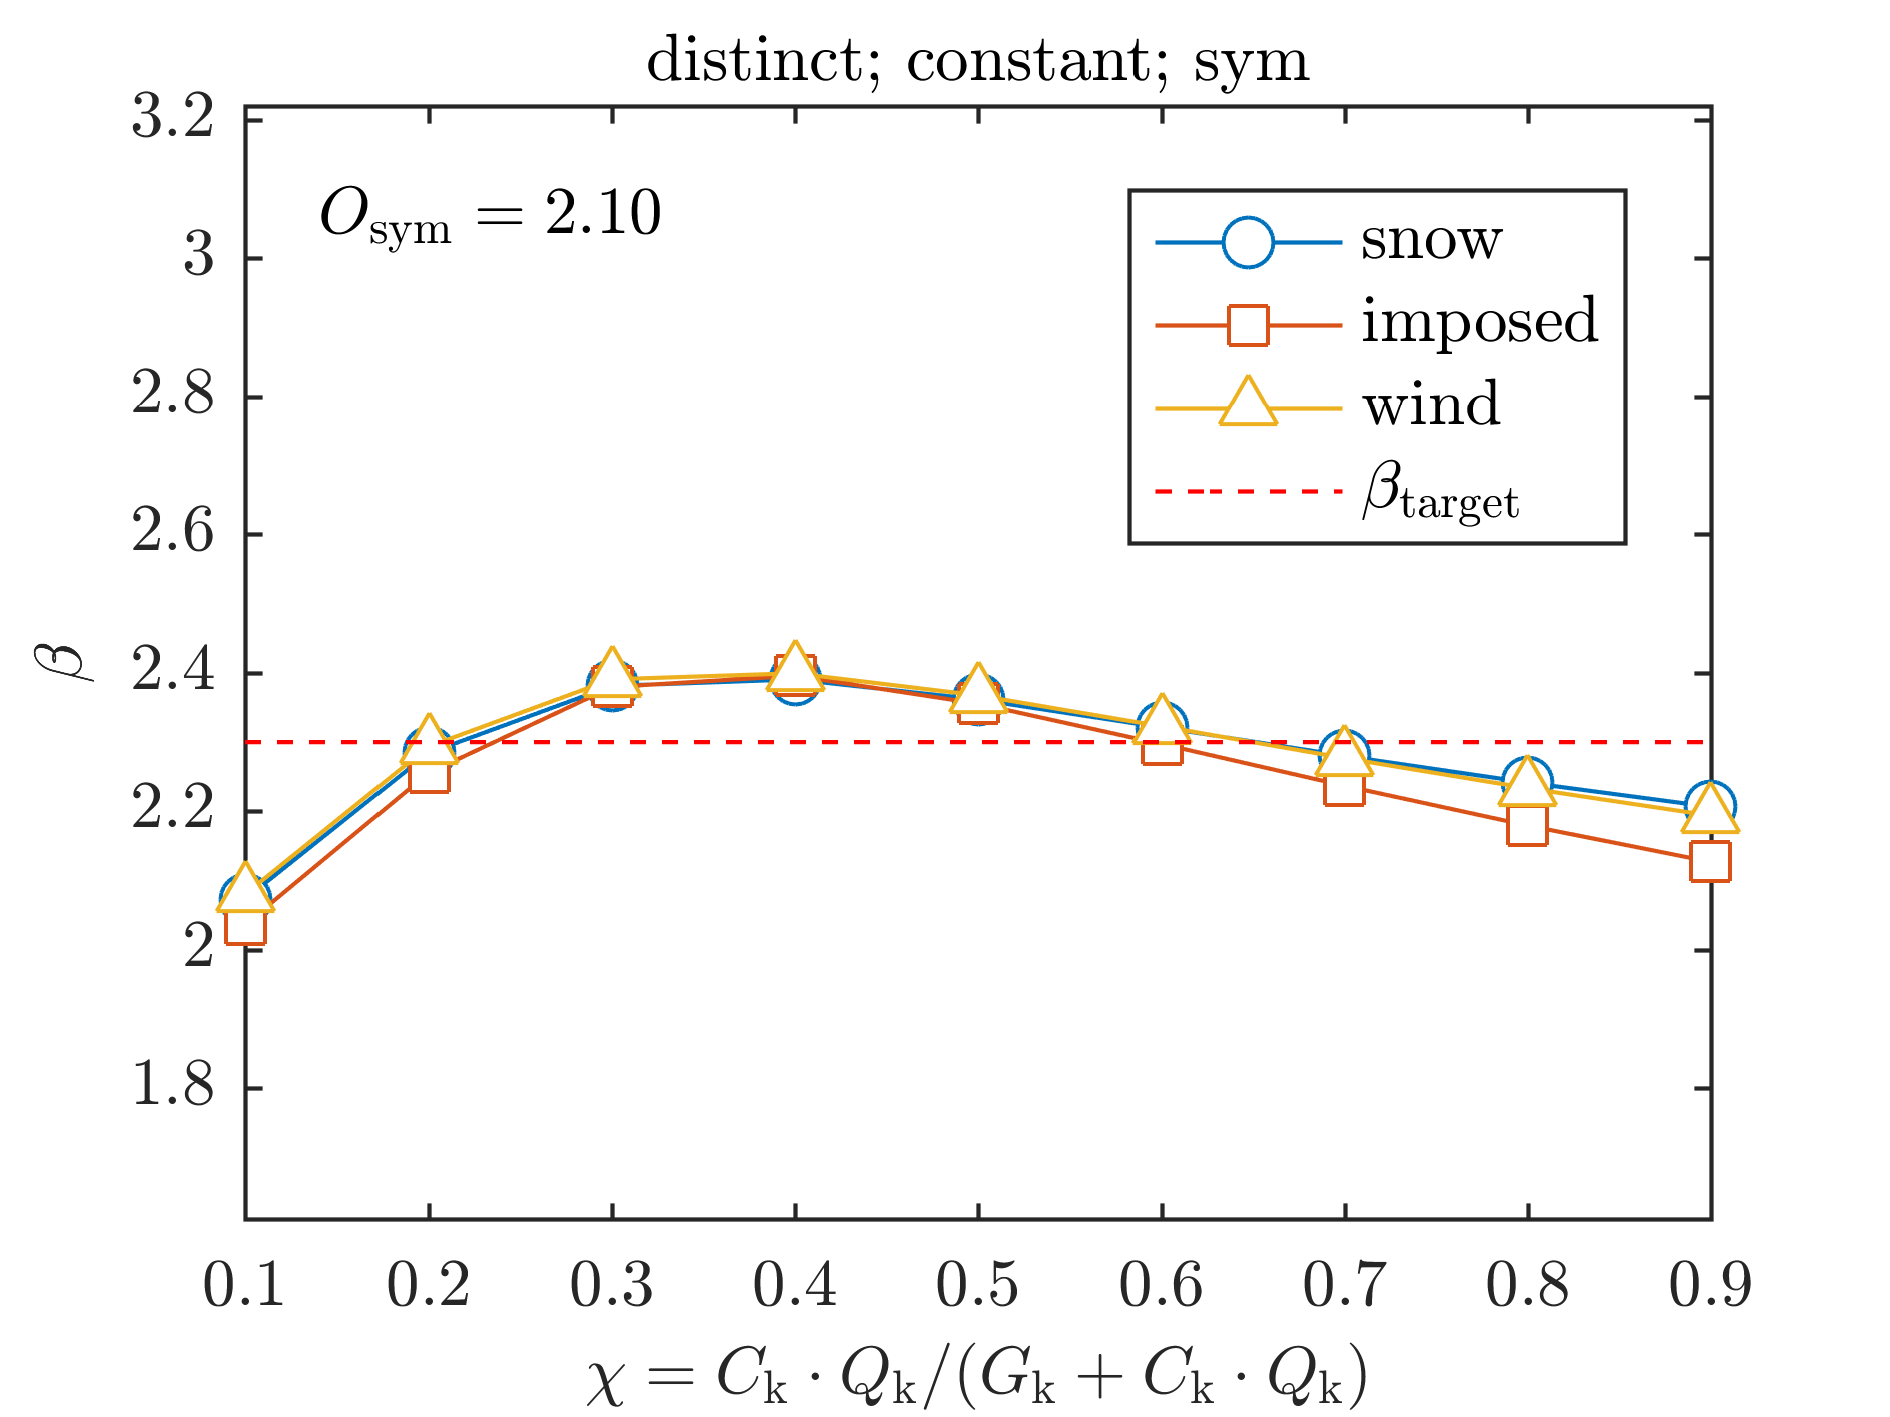 distinct; constant; sym
3.2
3
2.8
2.6
2.4
2.2
2
1.8
β
O_sym = 2.10
snow
imposed
wind
β_target
0.1 0.2 0.3 0.4 0.5 0.6 0.7 0.8 0.9
χ = C_k · Q_k/(G_k + C_k · Q_k)